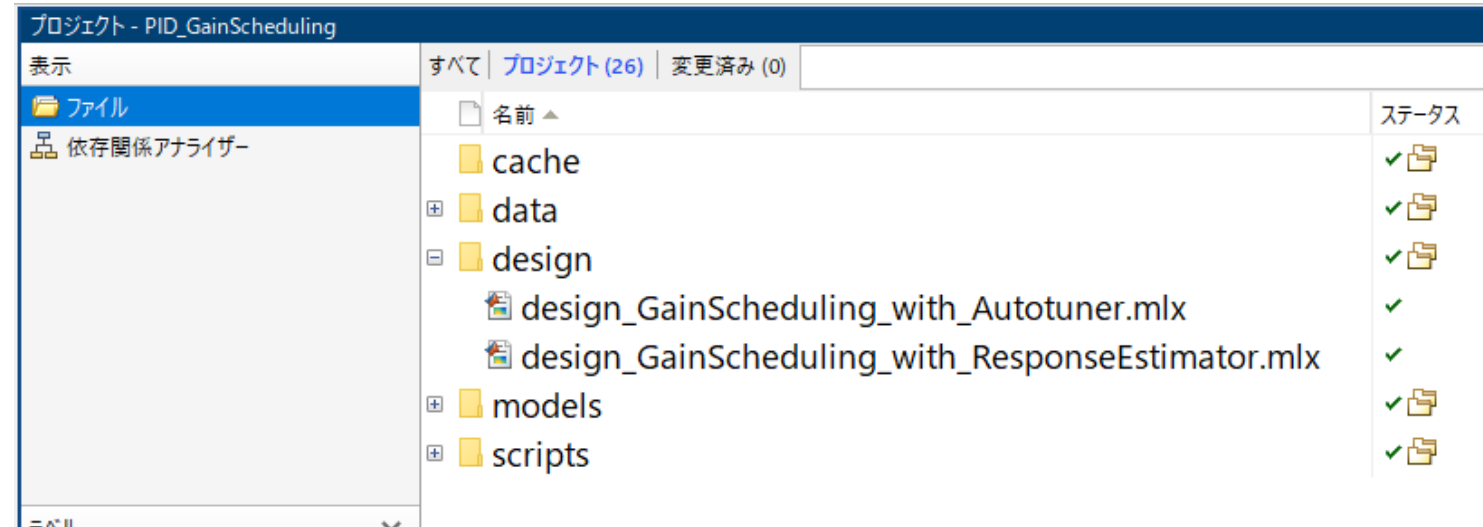 プロジェクト - PID_GainScheduling
表示
ファイル
依存関係アナライザー
すべて プロジェクト (26) 変更済み (0)
名前 ステータス
cache
data
design
design_GainScheduling_with_Autotuner.mlx
design_GainScheduling_with_ResponseEstimator.mlx
models
scripts